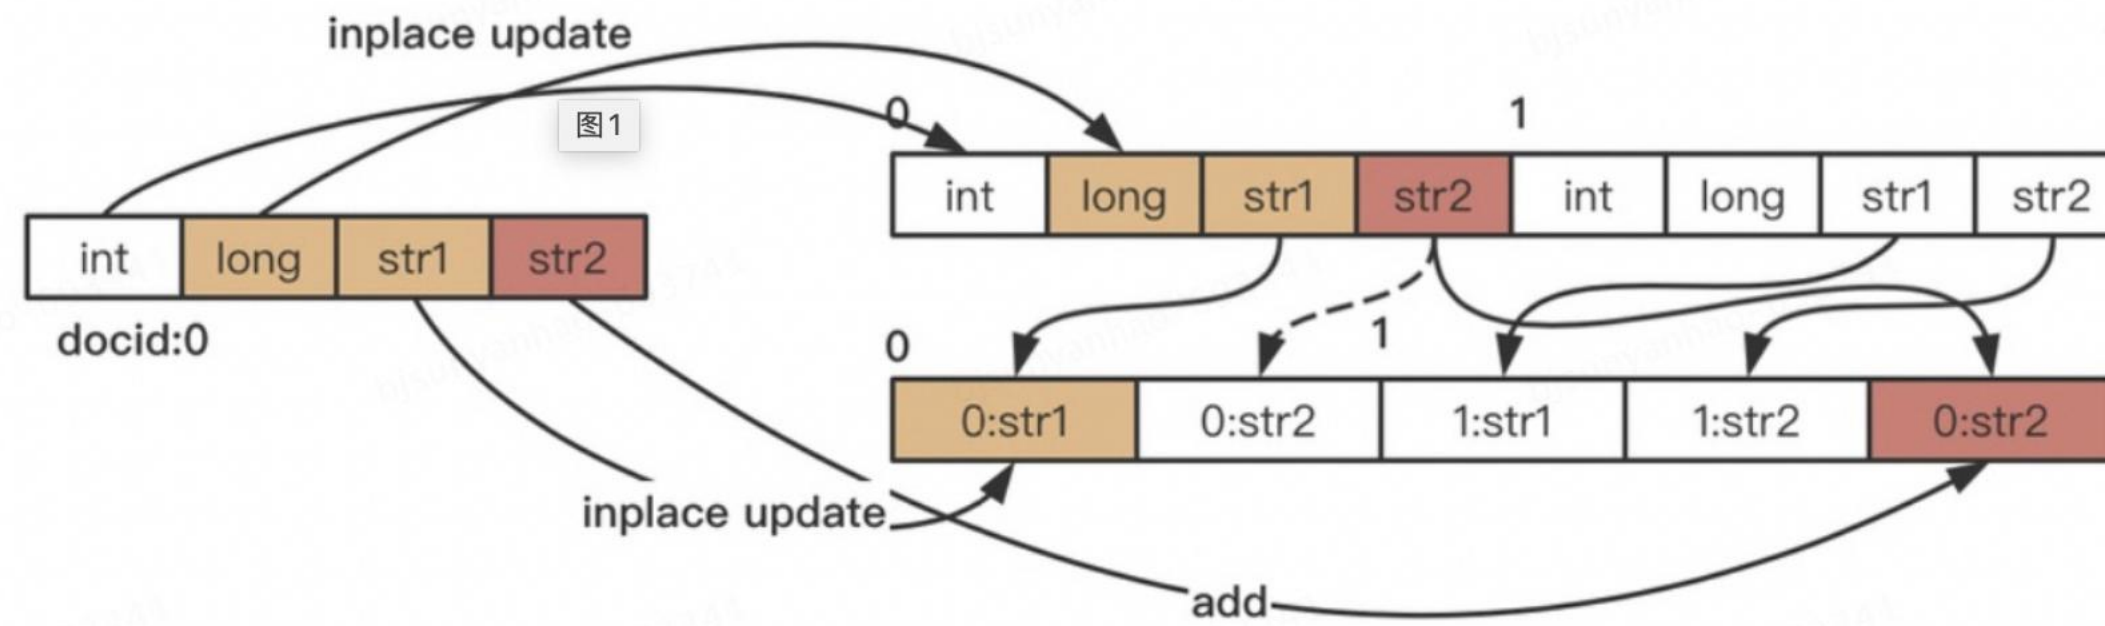 inplace update
图1
0 1
int long str1 str2 int long str1 str2
int long str1 str2
docid:0
0 1
0:str1 0:str2 1:str1 1:str2 0:str2
inplace update
add